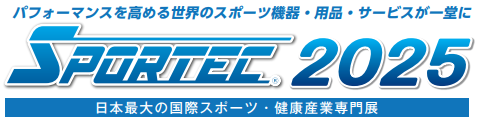 パフォーマンスを高める世界のスポーツ機器・用品・サービスが一堂に
SPORTEC® 2025
日本最大の国際スポーツ・健康産業専門展